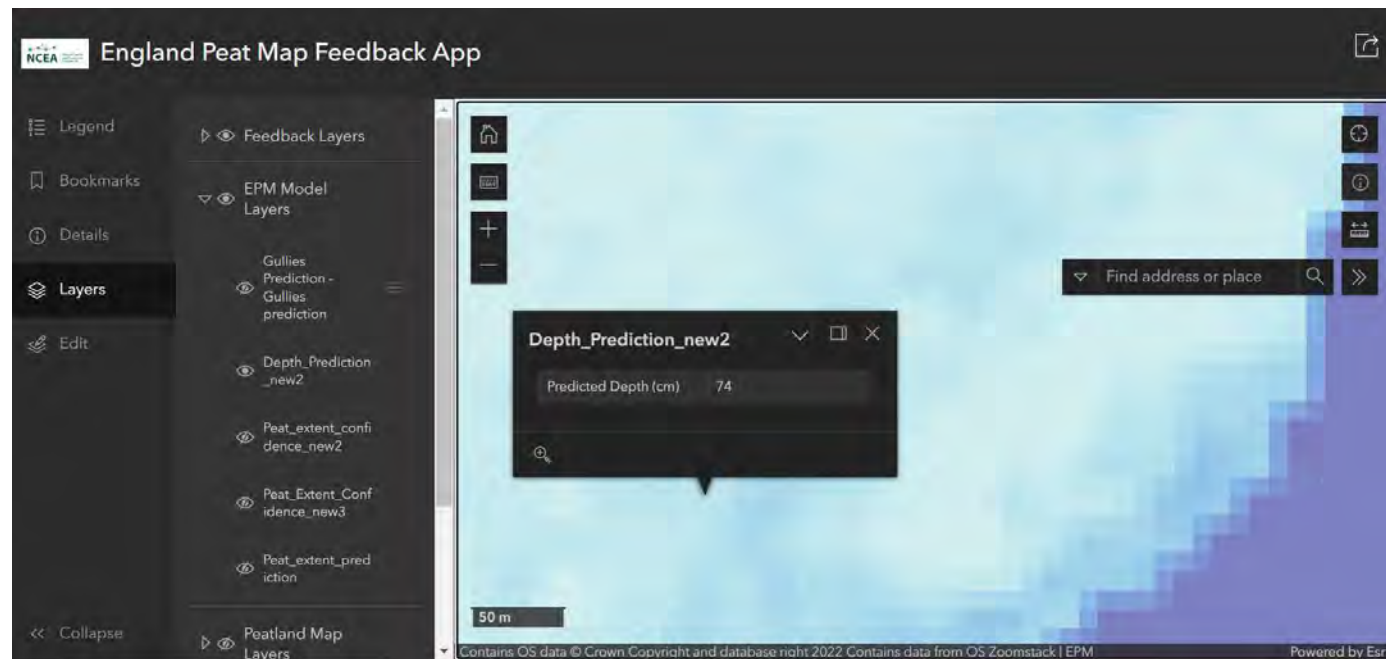 NCEA
England Peat Map Feedback App
Legend
Bookmarks
Details
Layers
Edit
Collapse
Feedback Layers
EPM Model
Layers
Gullies
Prediction -
Gullies
prediction
Depth_Prediction
_new2
Peat_extent_confi
dence_new2
Peat_Extent_Conf
idence_new3
Peat_extent_pred
iction
Peatland Map
Layers
Find address or place
Depth_Prediction_new2
Predicted Depth (cm) 74
50 m
Contains OS data © Crown Copyright and database right 2022 Contains data from OS Zoomstack | EPM
Powered by Esr